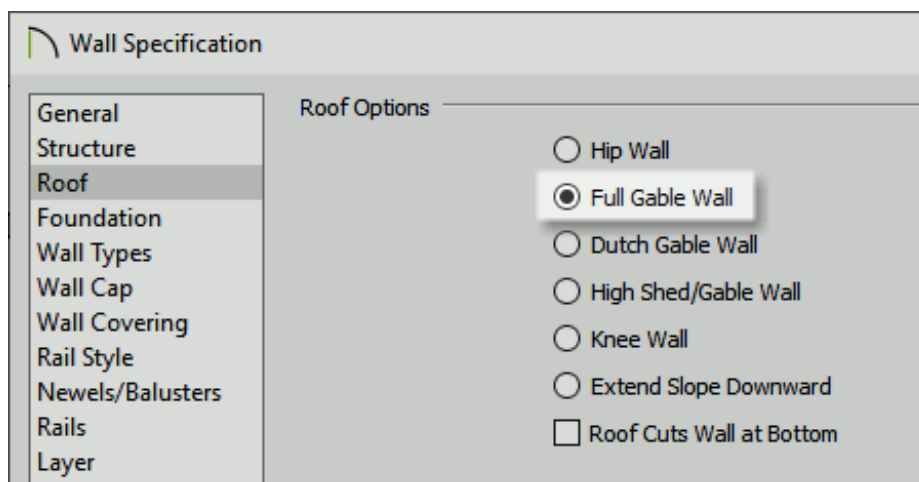 Wall Specification
General
Structure
Roof
Foundation
Wall Types
Wall Cap
Wall Covering
Rail Style
Newels/Balusters
Rails
Layer
Roof Options
Hip Wall
Full Gable Wall
Dutch Gable Wall
High Shed/Gable Wall
Knee Wall
Extend Slope Downward
Roof Cuts Wall at Bottom